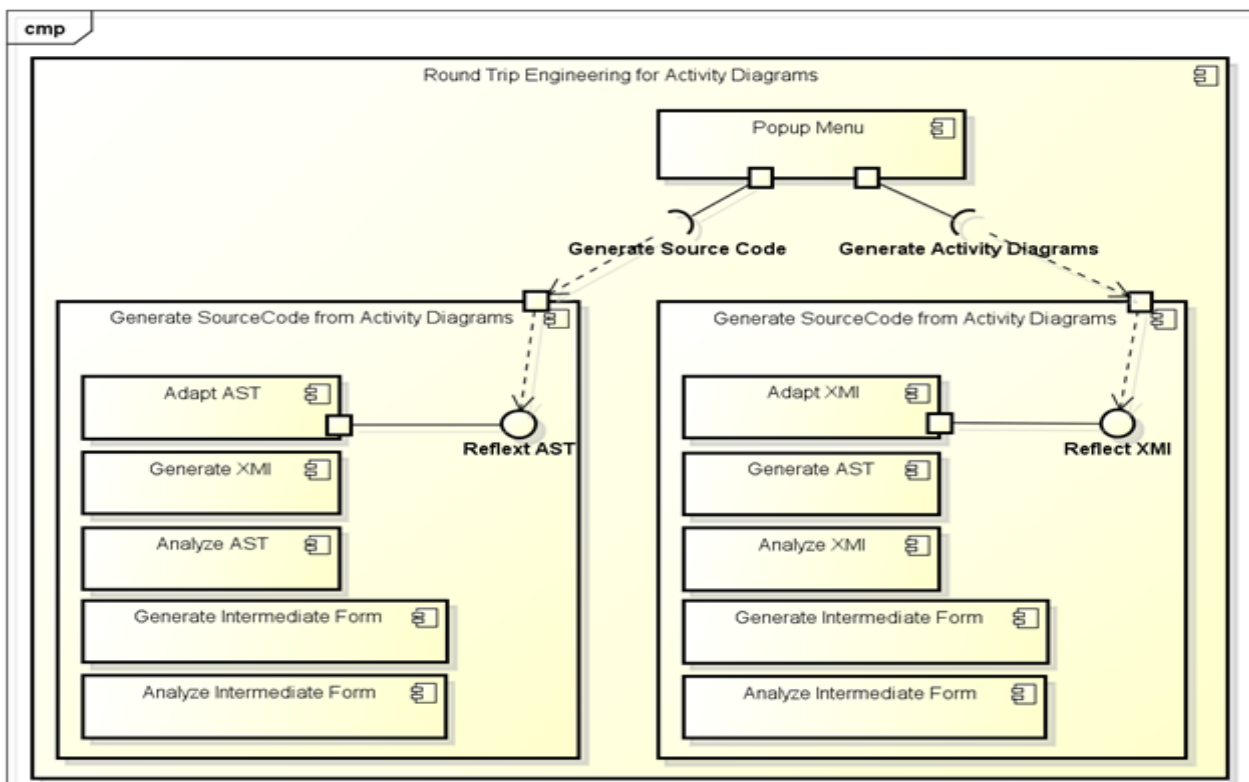 cmp
Round Trip Engineering for Activity Diagrams
Popup Menu
Generate Source Code
Generate Activity Diagrams
Generate SourceCode from Activity Diagrams
Adapt AST
Reflext AST
Generate XMI
Analyze AST
Generate Intermediate Form
Analyze Intermediate Form
Generate SourceCode from Activity Diagrams
Adapt XMI
Reflect XMI
Generate AST
Analyze XMI
Generate Intermediate Form
Analyze Intermediate Form